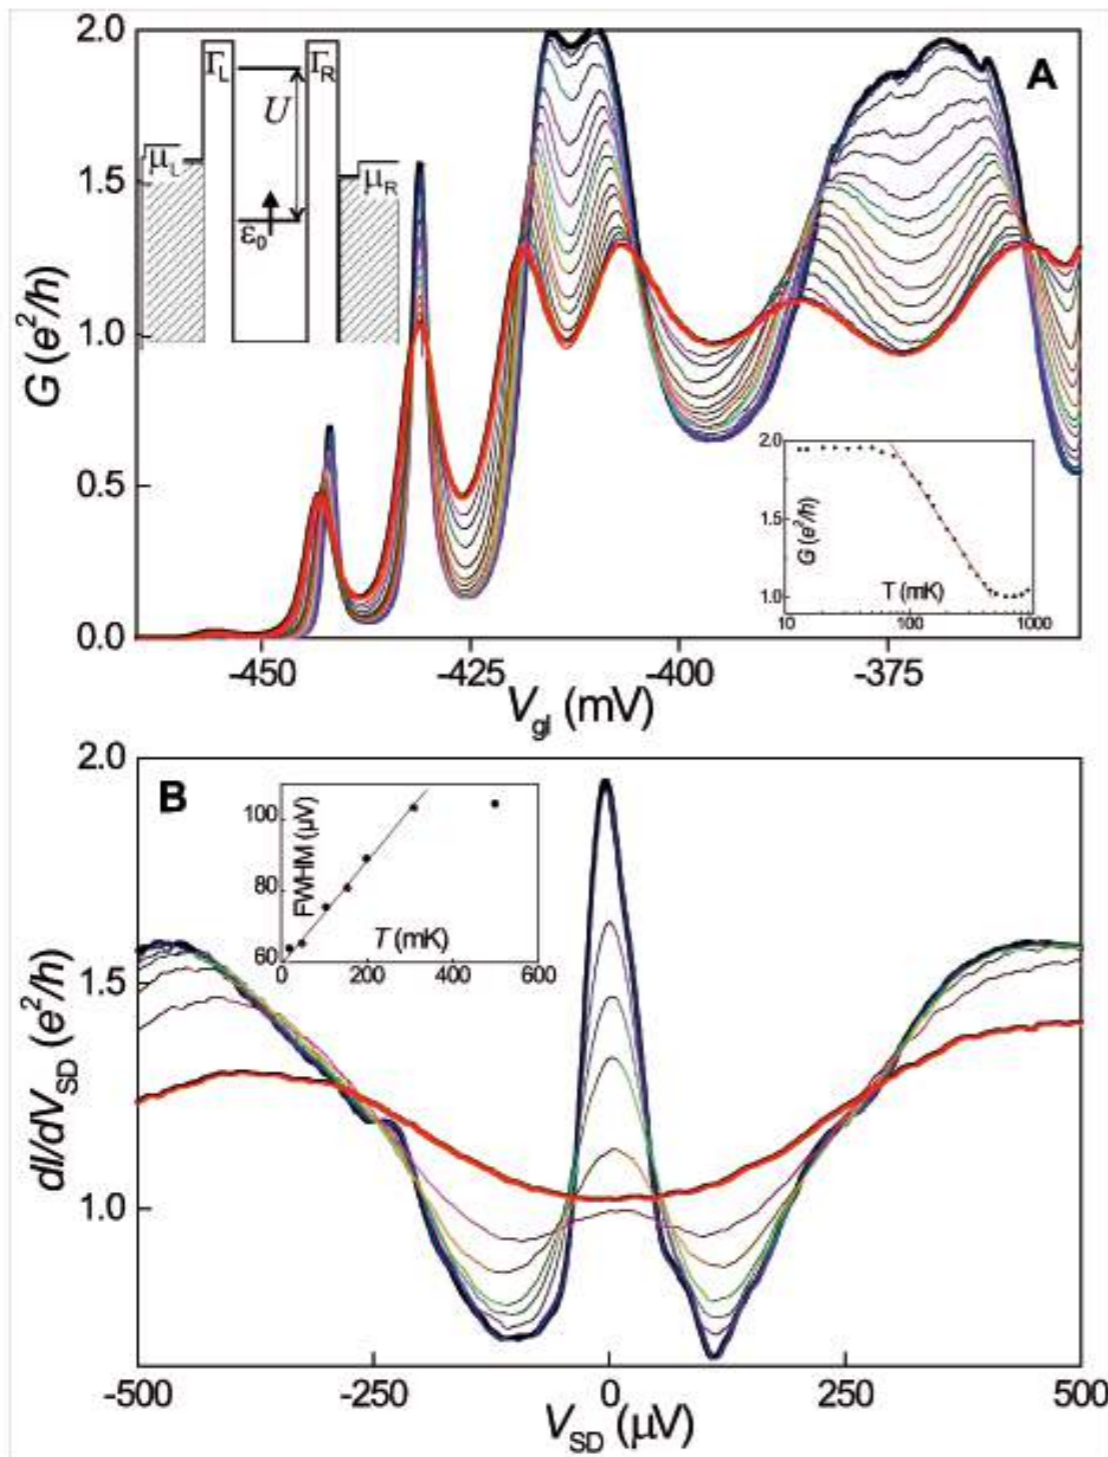 A
2.0
1.5
1.0
0.5
0.0
G (e²/h)
Γ_L
Γ_R
U
μ_L
μ_R
ε₀
2.0
1.5
1.0
G (e²/h)
T (mK)
10
100
1000
-450
-425
-400
-375
V_gl (mV)
B
2.0
1.5
1.0
dI/dV_SD (e²/h)
100
80
60
FWHM (μV)
T (mK)
0
200
400
600
-500
-250
0
250
500
V_SD (μV)